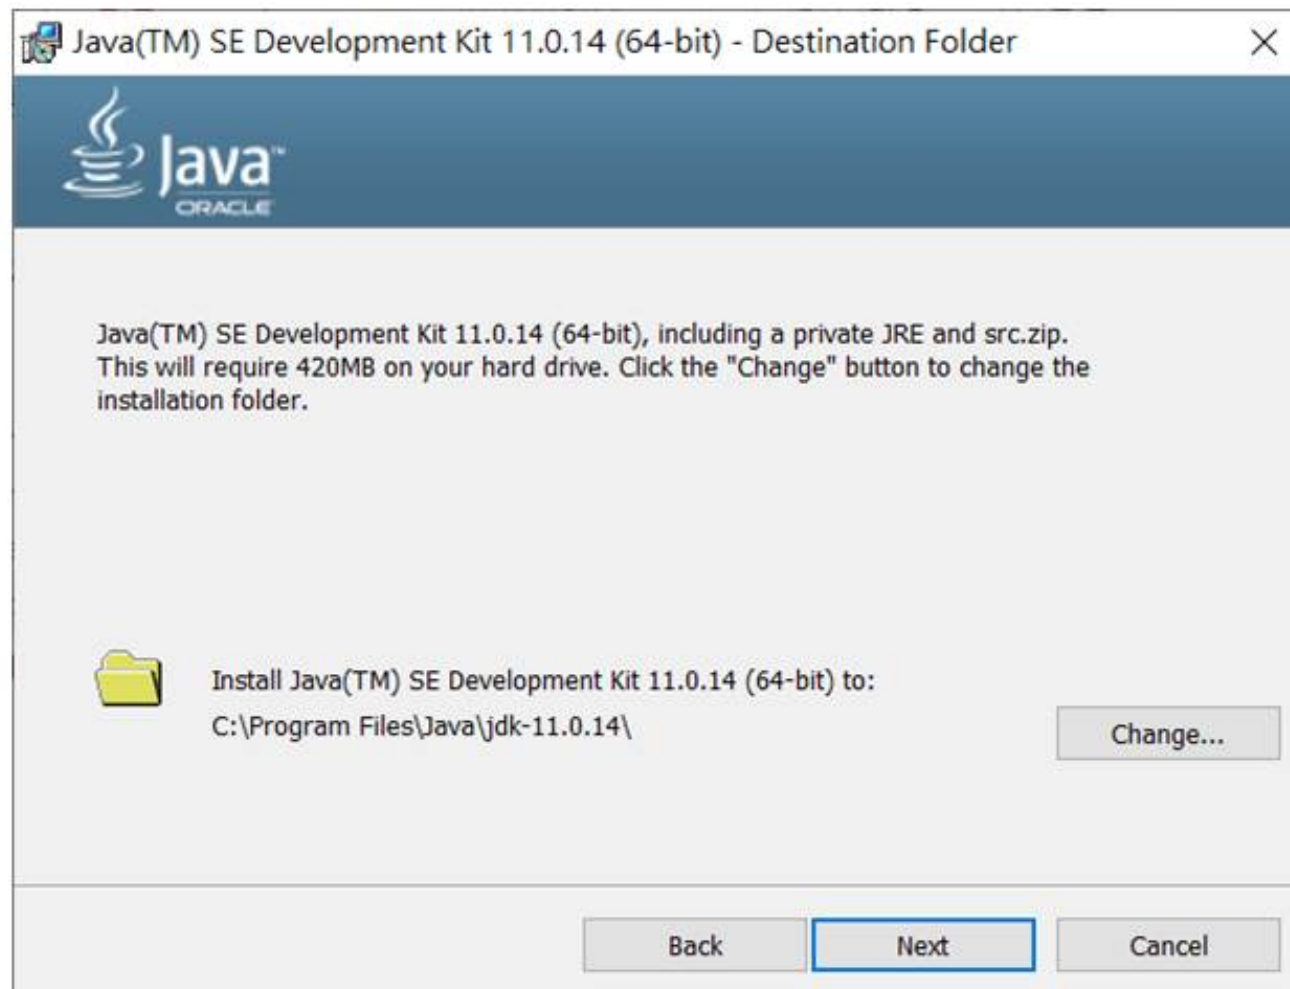 Java(TM) SE Development Kit 11.0.14 (64-bit) - Destination Folder
Java™
ORACLE
Java(TM) SE Development Kit 11.0.14 (64-bit), including a private JRE and src.zip.
This will require 420MB on your hard drive. Click the "Change" button to change the
installation folder.
Install Java(TM) SE Development Kit 11.0.14 (64-bit) to:
C:\Program Files\Java\jdk-11.0.14\
Change...
Back
Next
Cancel